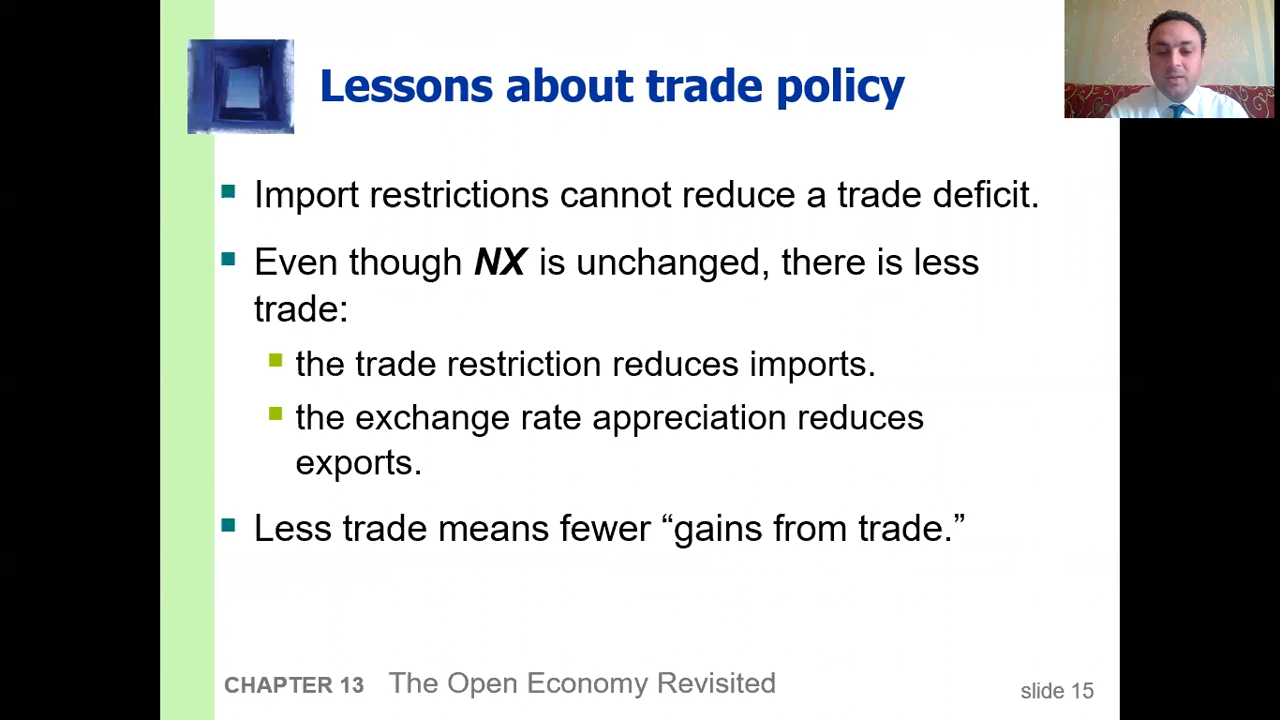 Lessons about trade policy
Import restrictions cannot reduce a trade deficit.
Even though NX is unchanged, there is less
trade:
the trade restriction reduces imports.
the exchange rate appreciation reduces
exports.
Less trade means fewer “gains from trade.”
CHAPTER 13 The Open Economy Revisited
slide 15